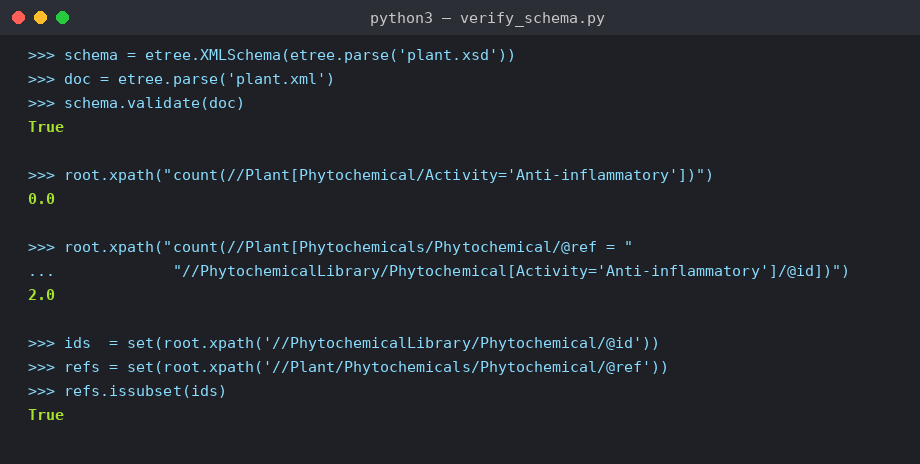 python3 — verify_schema.py
>>> schema = etree.XMLSchema(etree.parse('plant.xsd'))
>>> doc = etree.parse('plant.xml')
>>> schema.validate(doc)
True
>>> root.xpath("count(//Plant[Phytochemical/Activity='Anti-inflammatory'])")
0.0
>>> root.xpath("count(//Plant[Phytochemicals/Phytochemical/@ref = "
...             "//PhytochemicalLibrary/Phytochemical[Activity='Anti-inflammatory']/@id])")
2.0
>>> ids  = set(root.xpath('//PhytochemicalLibrary/Phytochemical/@id'))
>>> refs = set(root.xpath('//Plant/Phytochemicals/Phytochemical/@ref'))
>>> refs.issubset(ids)
True